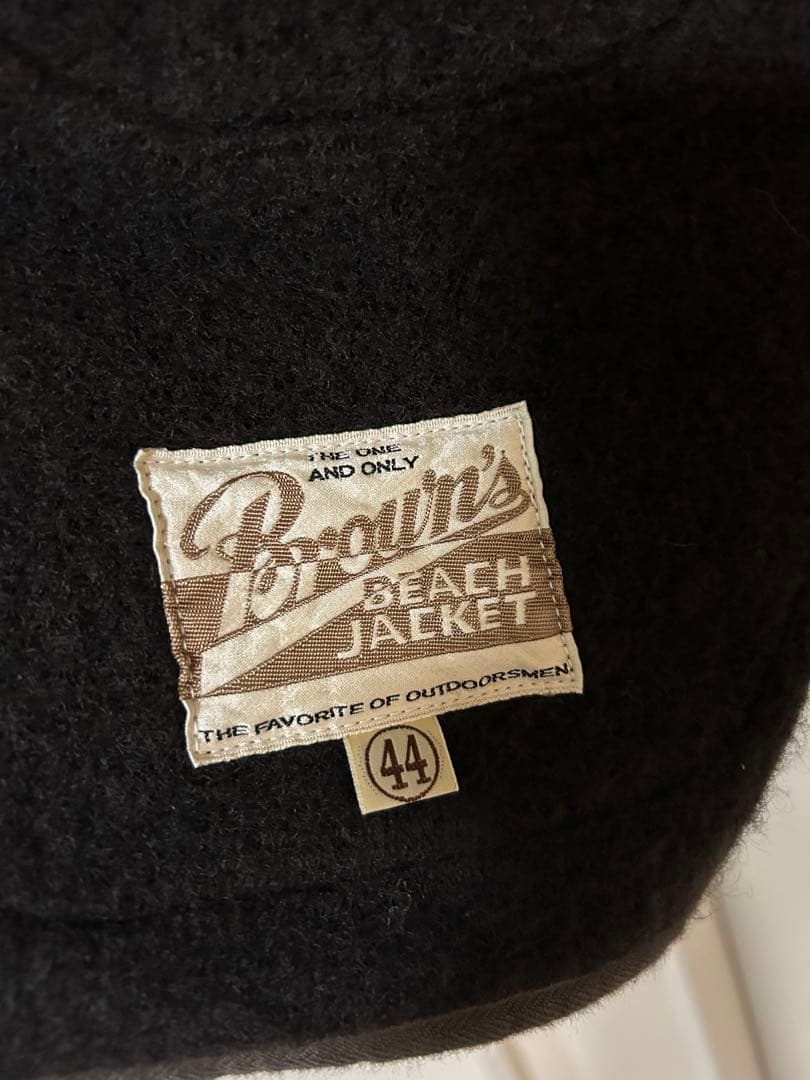 THE ONE
AND ONLY
Brown's
BEACH
JACKET
THE FAVORITE OF OUTDOORSMEN
44